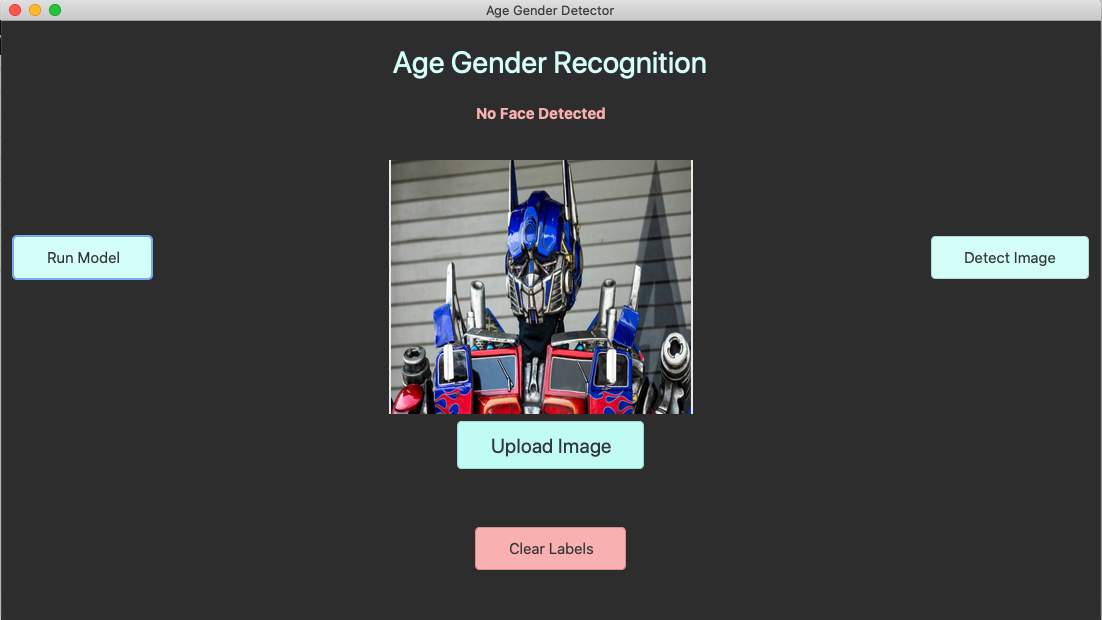 Age Gender Detector
Age Gender Recognition
No Face Detected
Run Model
Detect Image
Upload Image
Clear Labels